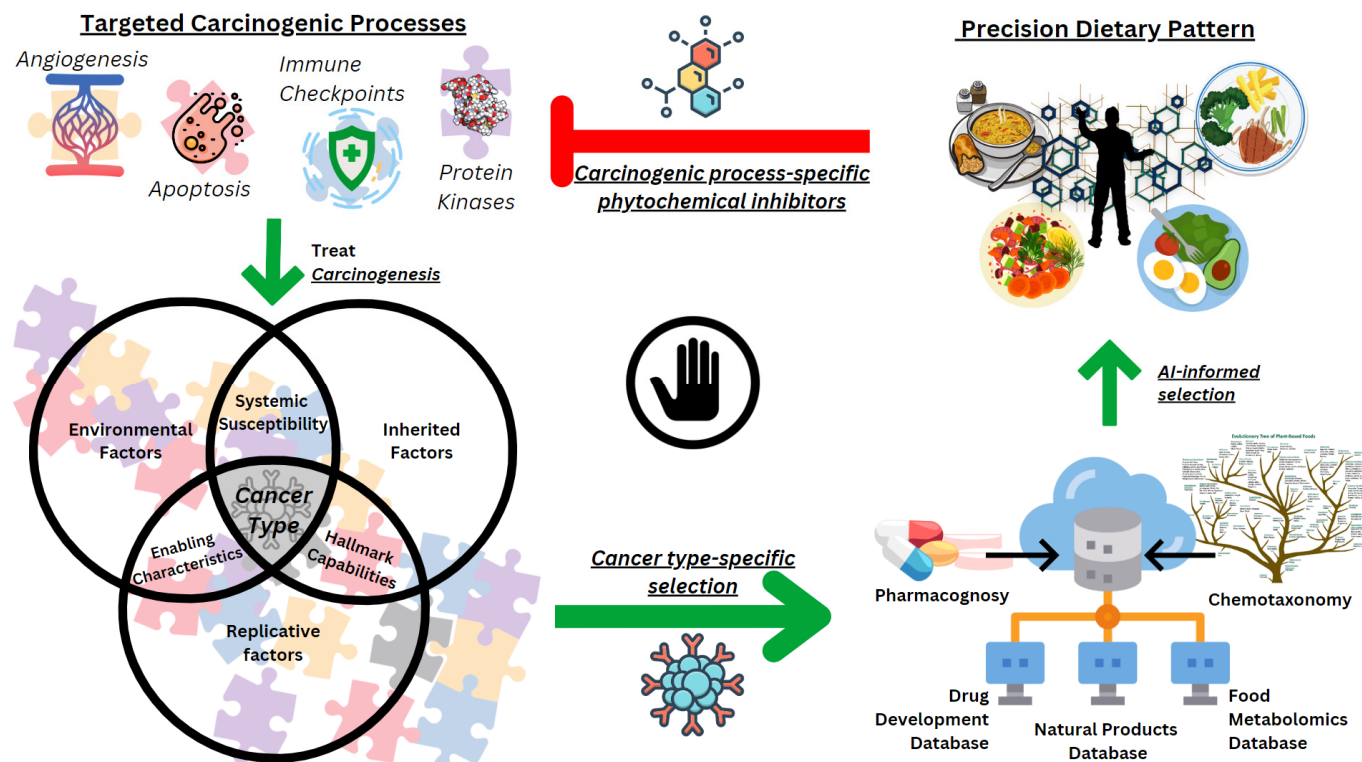 Targeted Carcinogenic Processes
Angiogenesis
Apoptosis
Immune
Checkpoints
Protein
Kinases
Carcinogenic process-specific
phytochemical inhibitors
Precision Dietary Pattern
Treat
Carcinogenesis
Environmental
Factors
Systemic
Susceptibility
Inherited
Factors
Cancer
Type
Enabling
Characteristics
Hallmark
Capabilities
Replicative
factors
Cancer type-specific
selection
AI-informed
selection
Evolutionary Tree of Plant-Based Foods
Pharmacognosy
Chemotaxonomy
Drug
Development
Database
Natural Products
Database
Food
Metabolomics
Database